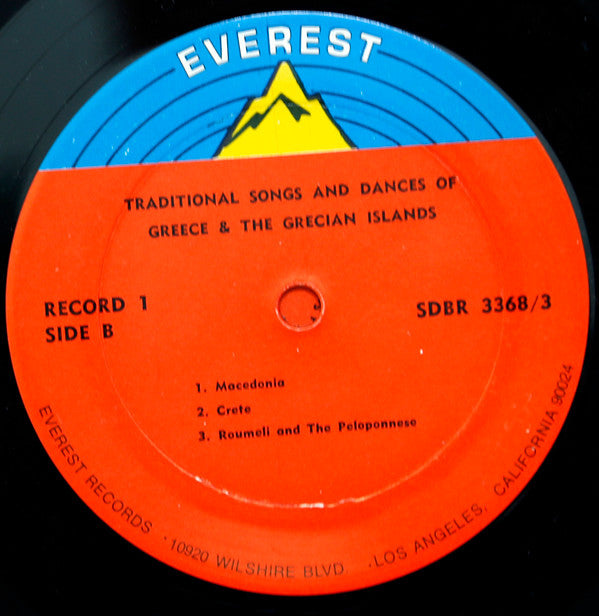 EVEREST
TRADITIONAL SONGS AND DANCES OF
GREECE & THE GRECIAN ISLANDS
RECORD 1
SIDE B
SDBR 3368/3
1. Macedonia
2. Crete
3. Roumeli and The Peloponnese
EVEREST RECORDS · 10920 WILSHIRE BLVD. · LOS ANGELES, CALIFORNIA 90024